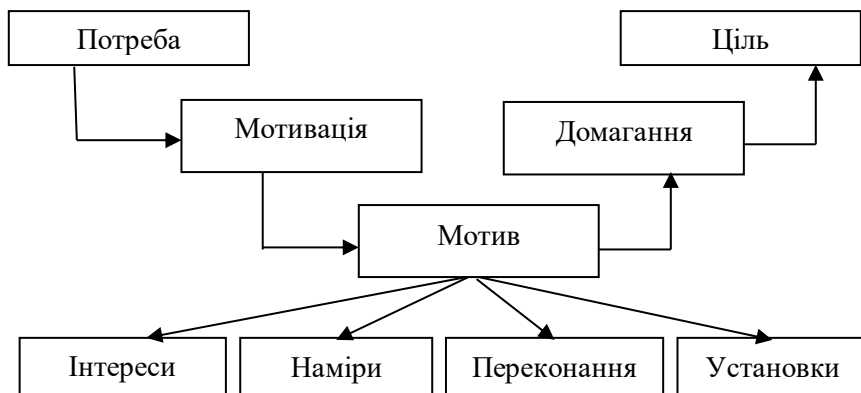 Потреба
Ціль
Мотивація
Домагання
Мотив
Інтереси
Наміри
Переконання
Установки